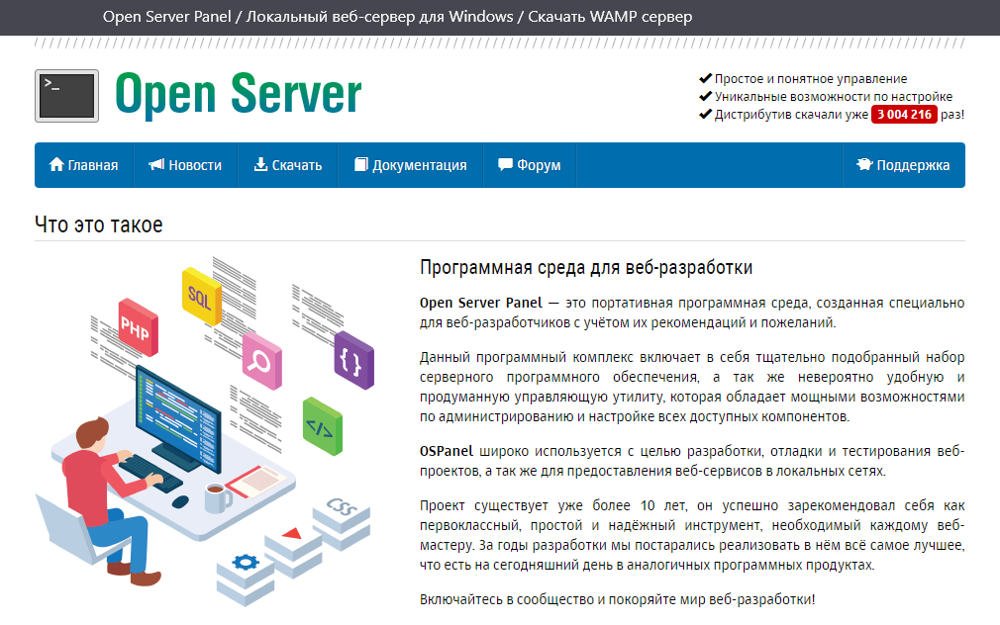 Open Server Panel / Локальный веб-сервер для Windows / Скачать WAMP сервер
>_
Open Server
Простое и понятное управление
Уникальные возможности по настройке
Дистрибутив скачали уже 3 004 216 раз!
Главная
Новости
Скачать
Документация
Форум
Поддержка
Что это такое
SQL
PHP
{ }
</>
CSS
Программная среда для веб-разработки
Open Server Panel — это портативная программная среда, созданная специально
для веб-разработчиков с учётом их рекомендаций и пожеланий.
Данный программный комплекс включает в себя тщательно подобранный набор
серверного программного обеспечения, а так же невероятно удобную и
продуманную управляющую утилиту, которая обладает мощными возможностями
по администрированию и настройке всех доступных компонентов.
OSPanel широко используется с целью разработки, отладки и тестирования веб-
проектов, а так же для предоставления веб-сервисов в локальных сетях.
Проект существует уже более 10 лет, он успешно зарекомендовал себя как
первоклассный, простой и надёжный инструмент, необходимый каждому веб-
мастеру. За годы разработки мы постарались реализовать в нём всё самое лучшее,
что есть на сегодняшний день в аналогичных программных продуктах.
Включайтесь в сообщество и покоряйте мир веб-разработки!